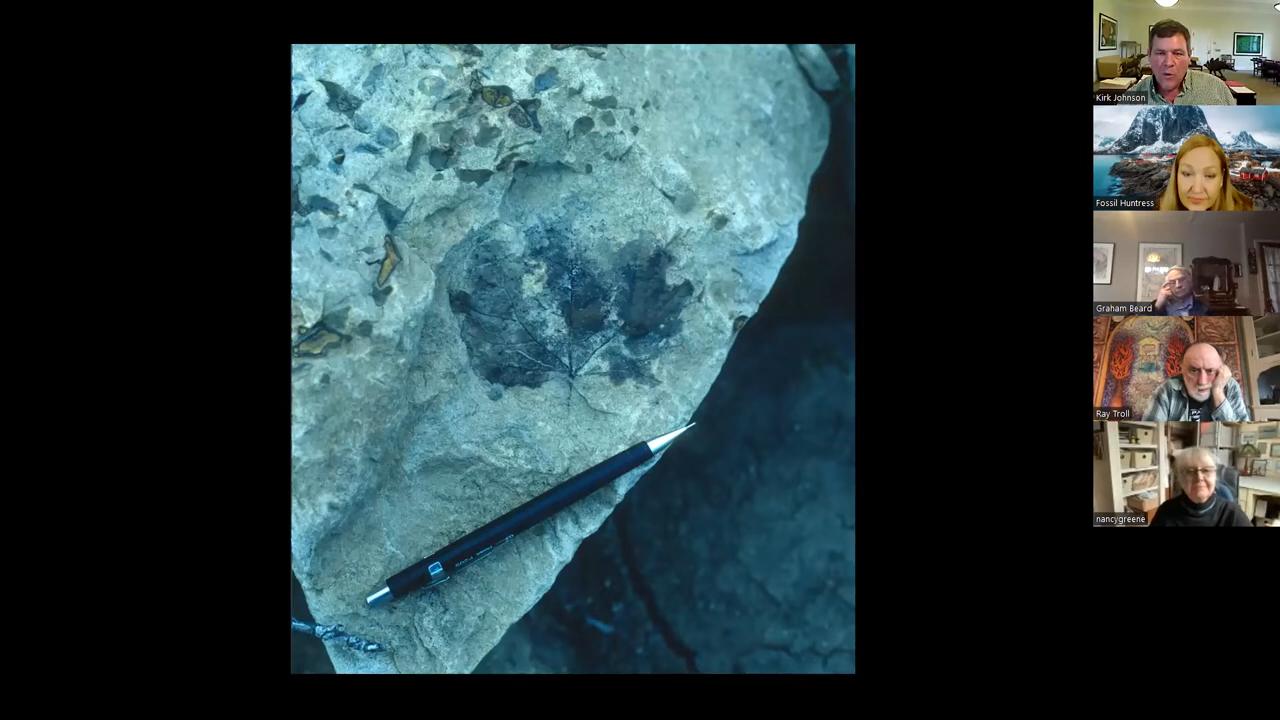 Kirk Johnson
Fossil Huntress
Graham Beard
Ray Troll
nancygreene